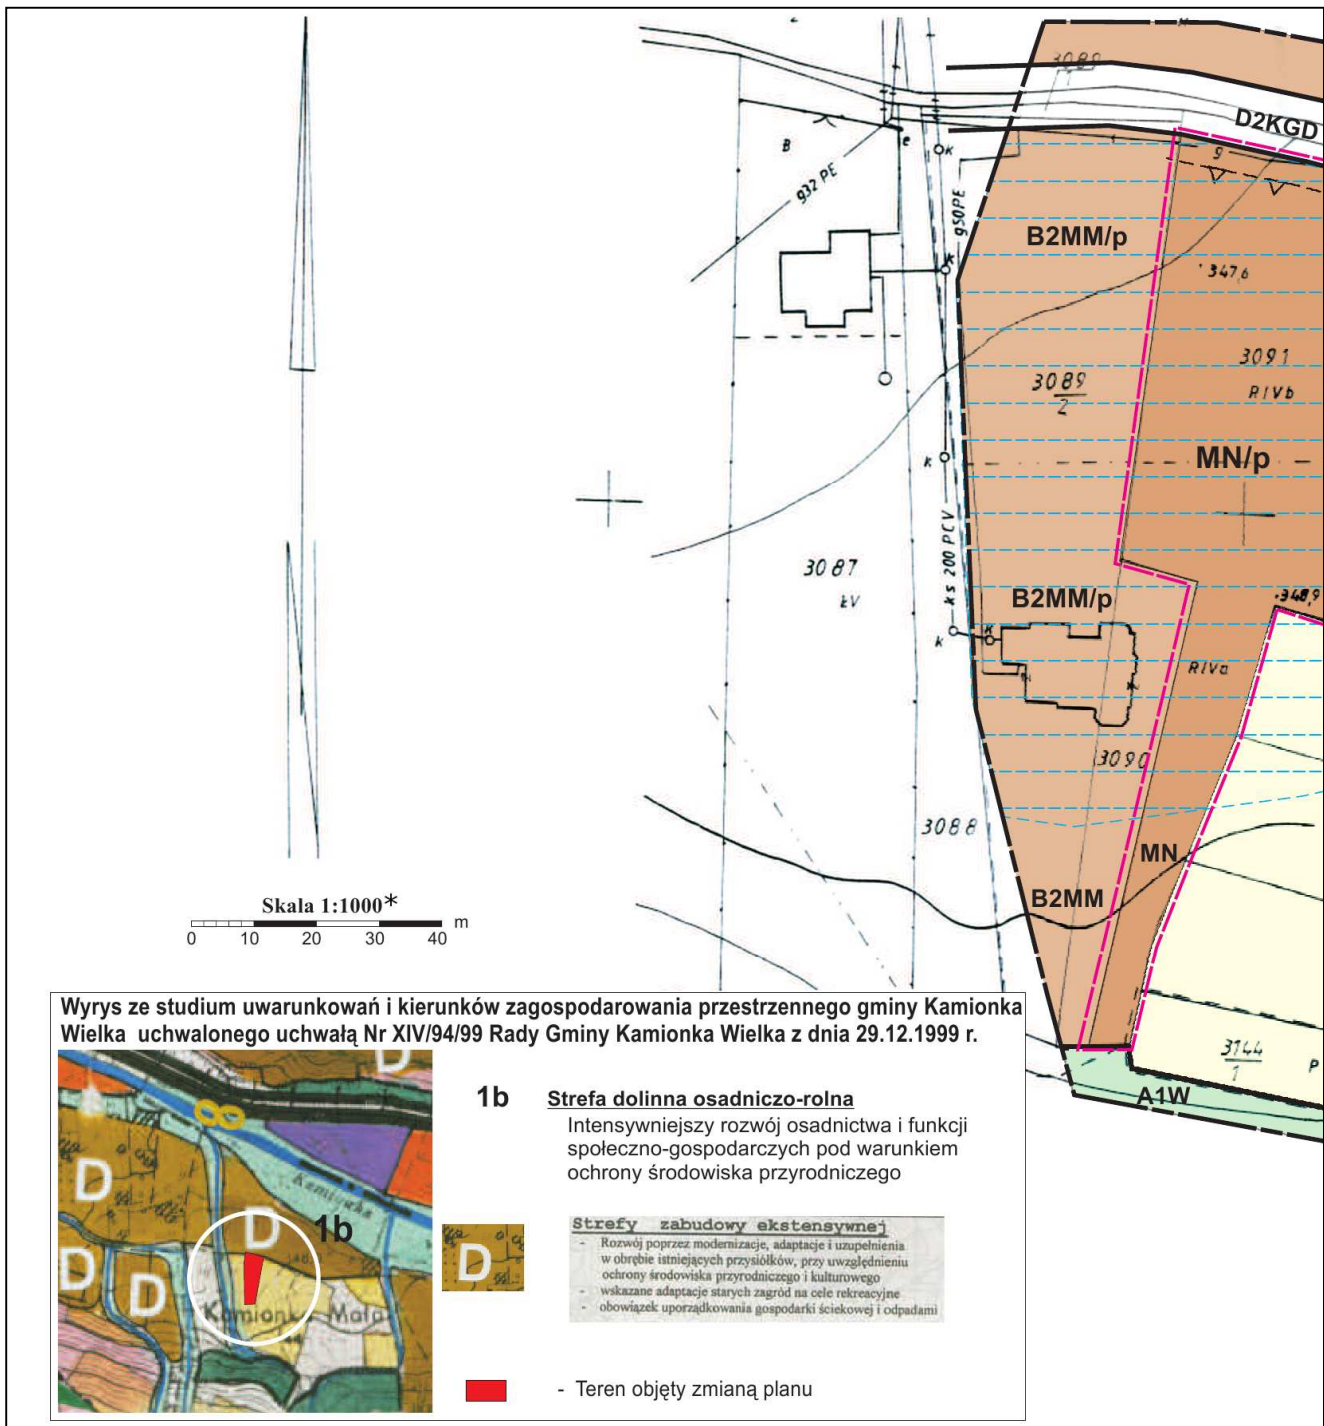 3089
1
D2KGD
B
e
k
g
g32 PE
g50PE
B2MM/p
k
347,6
3091
RIVb
3089
2
MN/p
k
ks 200 PCV
3087
ŁV
B2MM/p
348,9
k
k
RIVa
3090
3088
MN
B2MM
Skala 1:1000*
0 10 20 30 40 m
3144
1
P
A1W
Wyrys ze studium uwarunkowań i kierunków zagospodarowania przestrzennego gminy Kamionka
Wielka uchwalonego uchwałą Nr XIV/94/99 Rady Gminy Kamionka Wielka z dnia 29.12.1999 r.
D
D
D
D
D
1b
Kamionka
Kamionka Mała
1b Strefa dolinna osadniczo-rolna
Intensywniejszy rozwój osadnictwa i funkcji
społeczno-gospodarczych pod warunkiem
ochrony środowiska przyrodniczego
D
Strefy zabudowy ekstensywnej
- Rozwój poprzez modernizacje, adaptacje i uzupełnienia
w obrębie istniejących przysiółków, przy uwzględnieniu
ochrony środowiska przyrodniczego i kulturowego
- wskazane adaptacje starych zagród na cele rekreacyjne
- obowiązek uporządkowania gospodarki ściekowej i odpadami
- Teren objęty zmianą planu